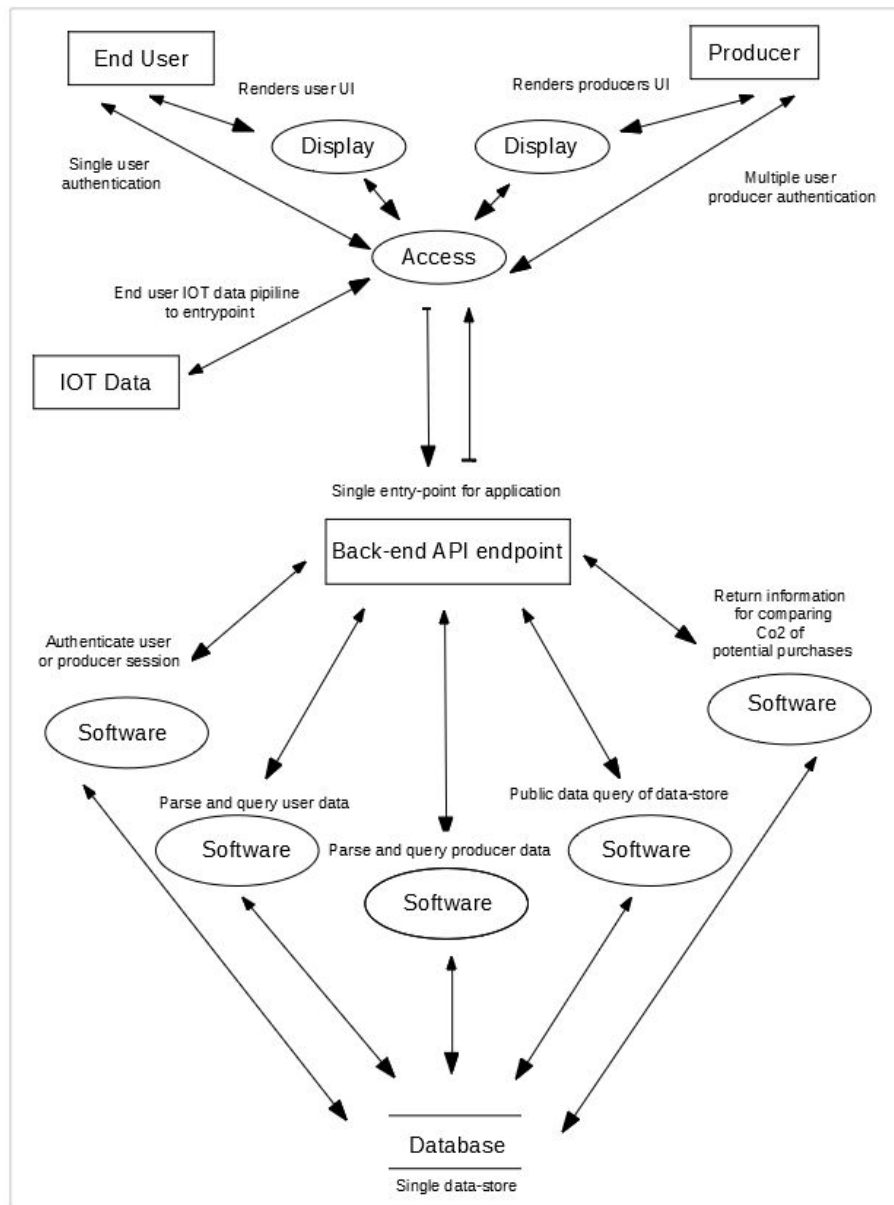 End User
Producer
Renders user UI
Renders producers UI
Display
Display
Single user
authentication
Multiple user
producer authentication
Access
End user IOT data pipiline
to entrypoint
IOT Data
Single entry-point for application
Back-end API endpoint
Authenticate user
or producer session
Return information
for comparing
Co2 of
potential purchases
Software
Software
Parse and query user data
Public data query of data-store
Software
Parse and query producer data
Software
Software
Database
Single data-store